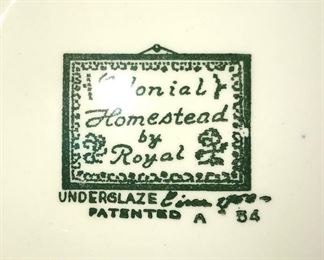 Colonial
Homestead
by
Royal
UNDERGLAZE
PATENTED A 54